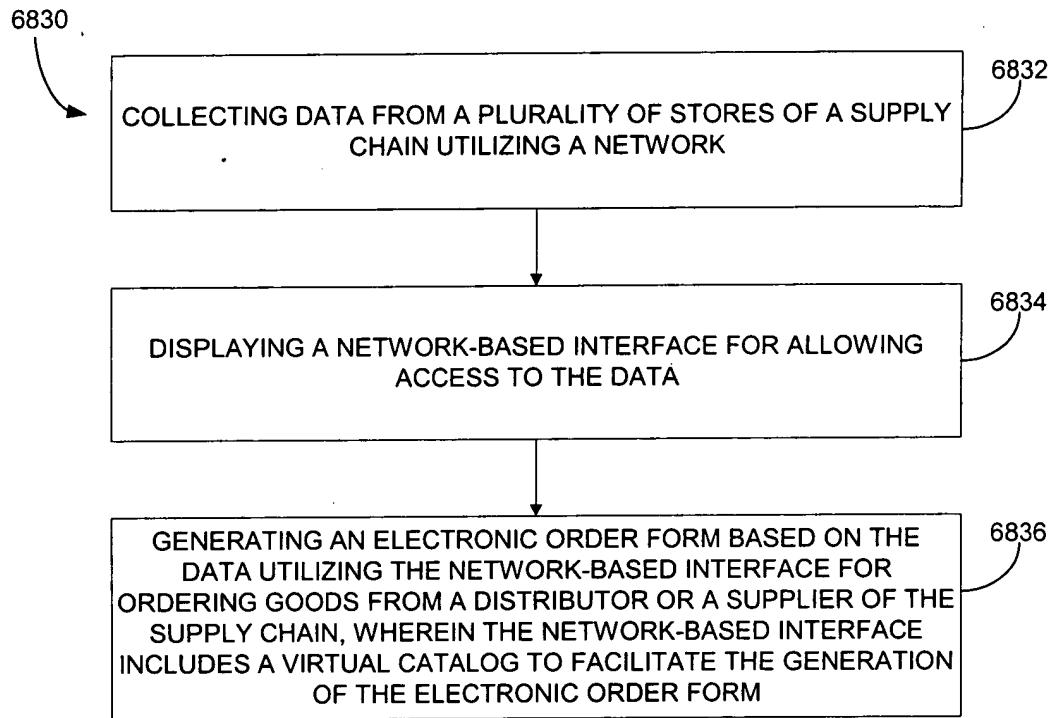 6830
6832
COLLECTING DATA FROM A PLURALITY OF STORES OF A SUPPLY
CHAIN UTILIZING A NETWORK
6834
DISPLAYING A NETWORK-BASED INTERFACE FOR ALLOWING
ACCESS TO THE DATA
6836
GENERATING AN ELECTRONIC ORDER FORM BASED ON THE
DATA UTILIZING THE NETWORK-BASED INTERFACE FOR
ORDERING GOODS FROM A DISTRIBUTOR OR A SUPPLIER OF THE
SUPPLY CHAIN, WHEREIN THE NETWORK-BASED INTERFACE
INCLUDES A VIRTUAL CATALOG TO FACILITATE THE GENERATION
OF THE ELECTRONIC ORDER FORM